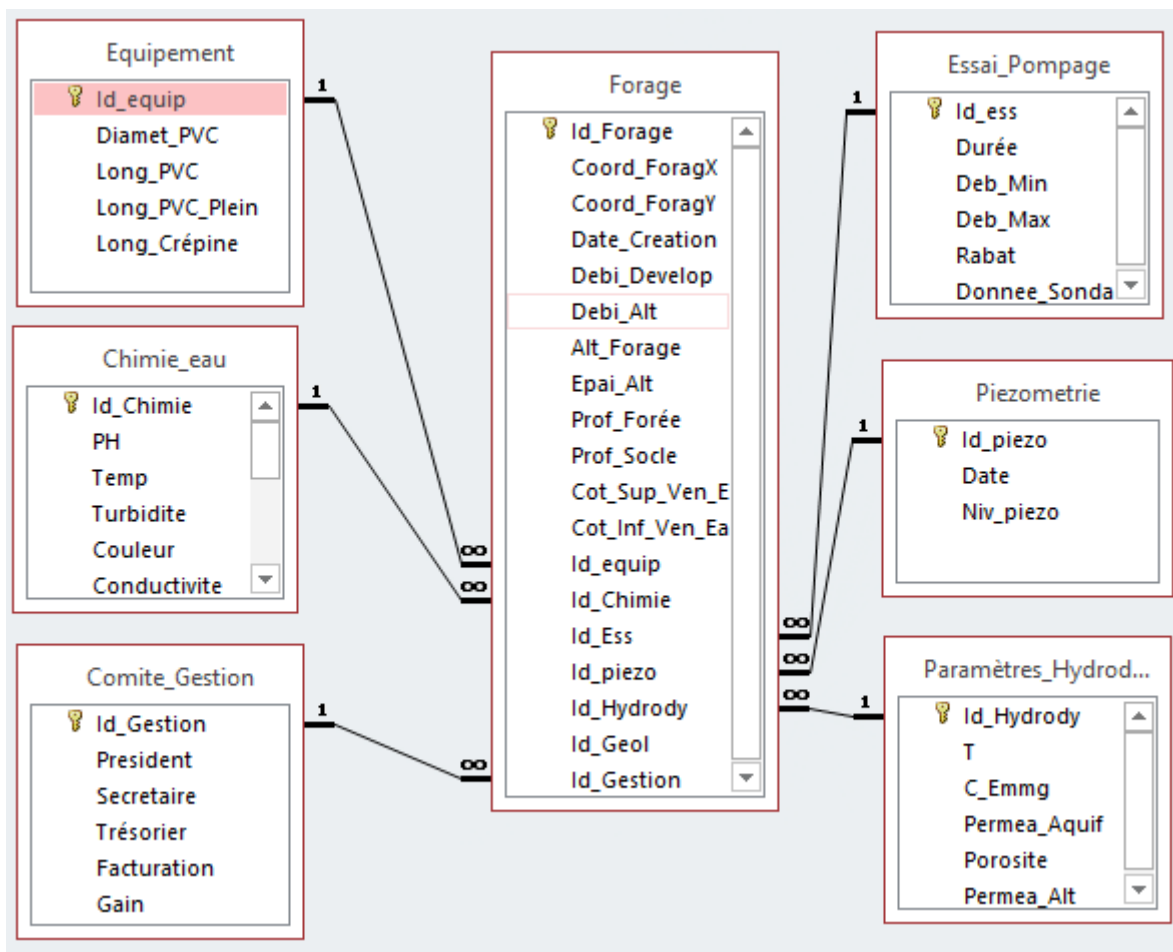 Equipement
Id_equip
Diamet_PVC
Long_PVC
Long_PVC_Plein
Long_Crépine
1
Chimie_eau
Id_Chimie
PH
Temp
Turbidite
Couleur
Conductivite
1
Comite_Gestion
Id_Gestion
President
Secretaire
Trésorier
Facturation
Gain
1
Forage
Id_Forage
Coord_ForagX
Coord_ForagY
Date_Creation
Debi_Develop
Debi_Alt
Alt_Forage
Epai_Alt
Prof_Forée
Prof_Socle
Cot_Sup_Ven_E
Cot_Inf_Ven_Ea
Id_equip
Id_Chimie
Id_Ess
Id_piezo
Id_Hydrody
Id_Geol
Id_Gestion
∞
∞
∞
∞
∞
∞
Essai_Pompage
Id_ess
Durée
Deb_Min
Deb_Max
Rabat
Donnee_Sonda
1
Piezometrie
Id_piezo
Date
Niv_piezo
1
Paramètres_Hydrod...
Id_Hydrody
T
C_Emmg
Permea_Aquif
Porosite
Permea_Alt
1